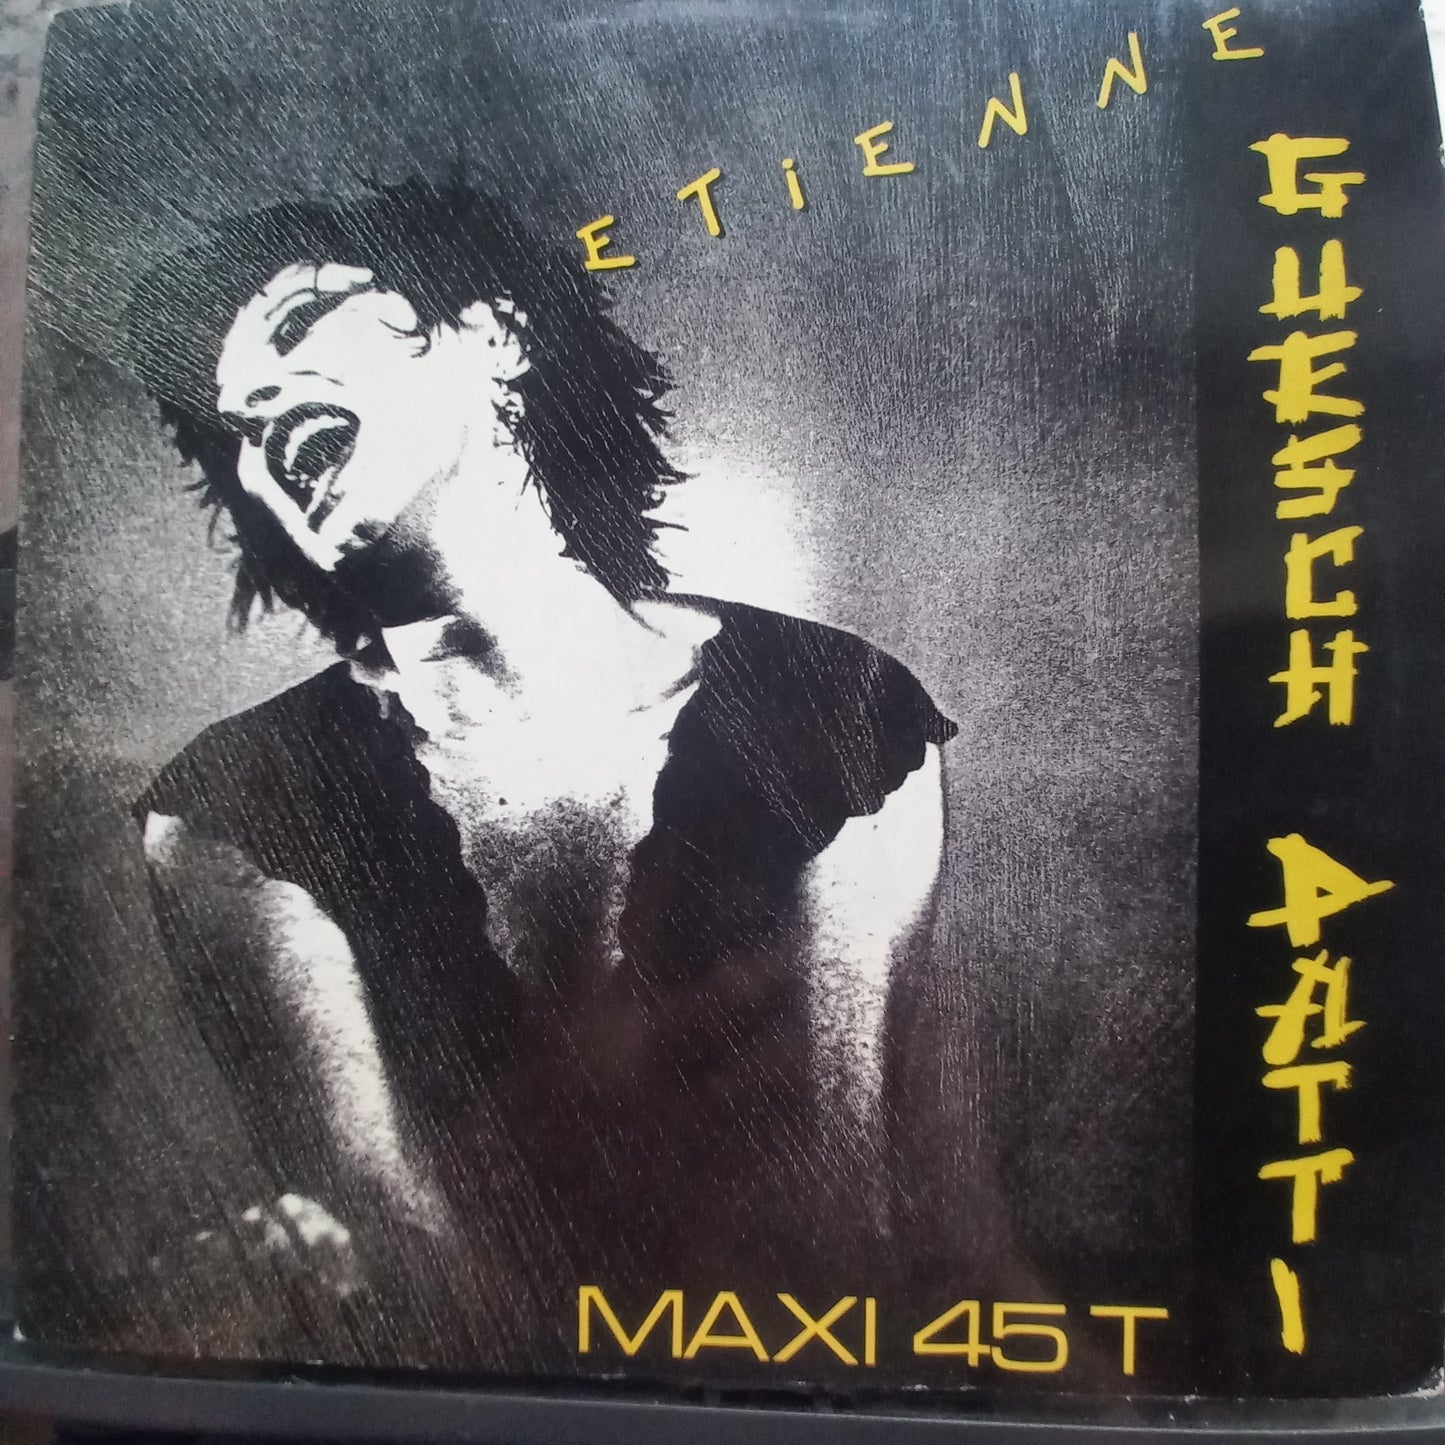 ETiENNE
GUESCH PATTI
MAXI 45 T